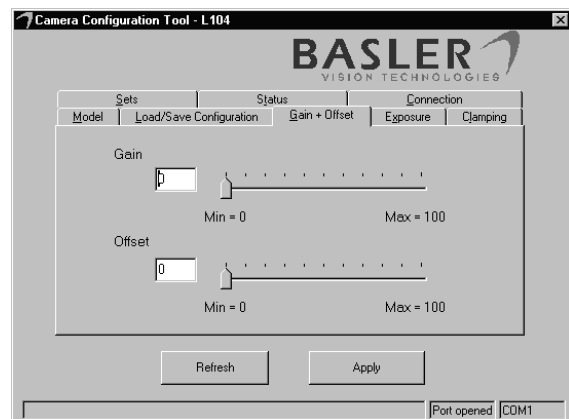 Camera Configuration Tool - L104
BASLER
VISION TECHNOLOGIES
Sets Status Connection
Model Load/Save Configuration Gain + Offset Exposure Clamping
Gain
0
Min = 0 Max = 100
Offset
0
Min = 0 Max = 100
Refresh Apply
Port opened COM1